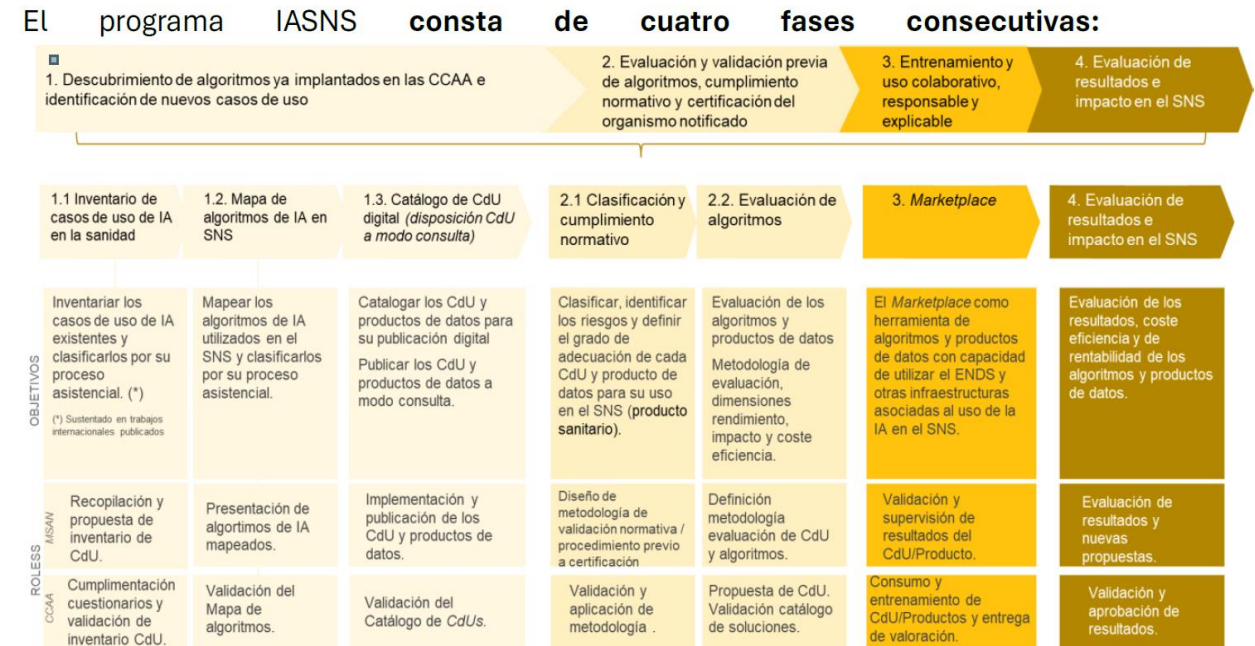 El programa IASNS consta de cuatro fases consecutivas:
1. Descubrimiento de algoritmos ya implantados en las CCAA e
identificación de nuevos casos de uso
2. Evaluación y validación previa
de algoritmos, cumplimiento
normativo y certificación del
organismo notificado
3. Entrenamiento y
uso colaborativo,
responsable y
explicable
4. Evaluación de
resultados e
impacto en el SNS
1.1 Inventario de
casos de uso de IA
en la sanidad
1.2. Mapa de
algoritmos de IA en
SNS
1.3. Catálogo de CdU
digital (disposición CdU
a modo consulta)
2.1 Clasificación y
cumplimiento
normativo
2.2. Evaluación de
algoritmos
3. Marketplace
4. Evaluación de
resultados e
impacto en el SNS
OBJETIVOS
Inventariar los
casos de uso de IA
existentes y
clasificarlos por su
proceso
asistencial. (*)
(*) Sustentado en trabajos
internacionales publicados
Mapear los
algoritmos de IA
utilizados en el
SNS y clasificarlos
por su proceso
asistencial.
Catalogar los CdU y
productos de datos para
su publicación digital
Publicar los CdU y
productos de datos a
modo consulta.
Clasificar, identificar
los riesgos y definir
el grado de
adecuación de cada
CdU y producto de
datos para su uso
en el SNS (producto
sanitario).
Evaluación de los
algoritmos y
productos de datos
Metodología de
evaluación,
dimensiones
rendimiento,
impacto y coste
eficiencia.
El Marketplace como
herramienta de
algoritmos y productos
de datos con capacidad
de utilizar el ENDS y
otras infraestructuras
asociadas al uso de la
IA en el SNS.
Evaluación de los
resultados, coste
eficiencia y de
rentabilidad de los
algoritmos y productos
de datos.
ROLESS
MSAN
Recopilación y
propuesta de
inventario de
CdU.
Presentación de
algortimos de IA
mapeados.
Implementación y
publicación de los
CdU y productos de
datos.
Diseño de
metodología de
validación normativa /
procedimiento previo
a certificación
Definición
metodología
evaluación de CdU
y algoritmos.
Validación y
supervisión de
resultados del
CdU/Producto.
Evaluación de
resultados y
nuevas
propuestas.
CCAA
Cumplimentación
cuestionarios y
validación de
inventario CdU.
Validación del
Mapa de
algoritmos.
Validación del
Catálogo de CdUs.
Validación y
aplicación de
metodología .
Propuesta de CdU.
Validación catálogo
de soluciones.
Consumo y
entrenamiento de
CdU/Productos y entrega
de valoración.
Validación y
aprobación de
resultados.